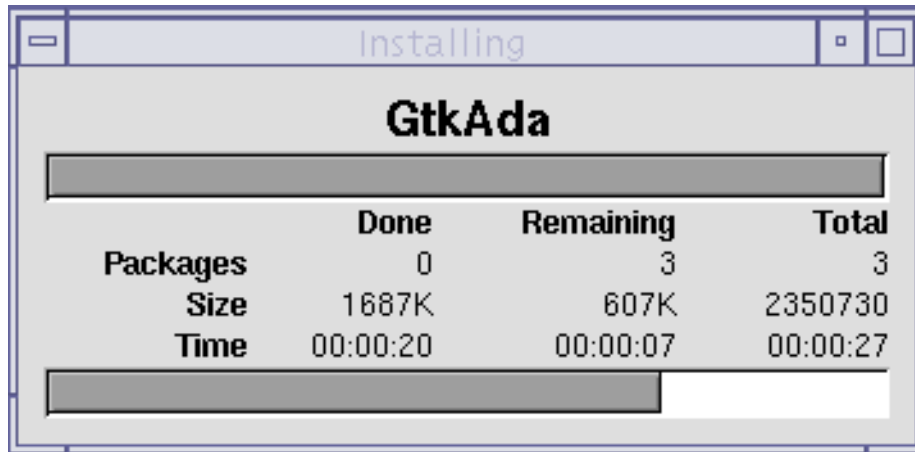 Installing
GtkAda
Done Remaining Total
Packages 0 3 3
Size 1687K 607K 2350730
Time 00:00:20 00:00:07 00:00:27